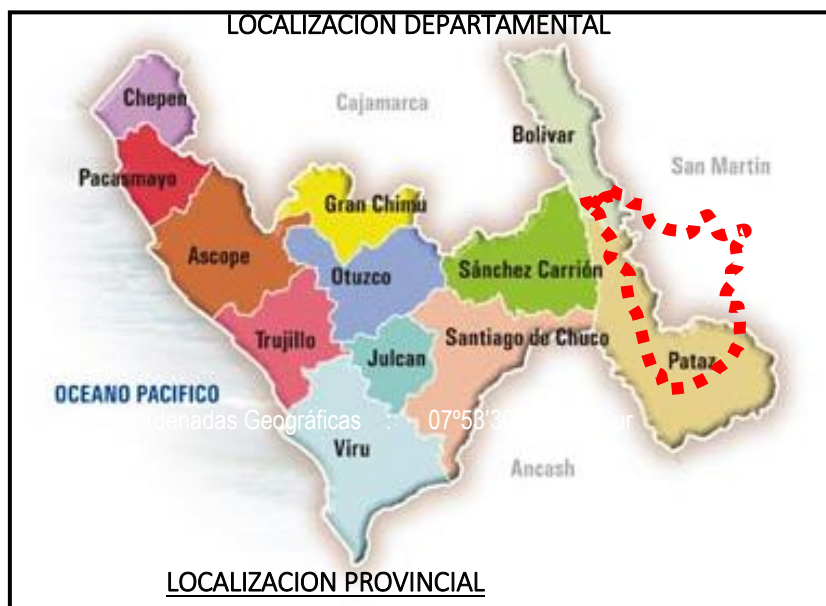 LOCALIZACION DEPARTAMENTAL
Chepen
Cajamarca
Bolivar
San Martin
Pacasmayo
Gran Chimu
Ascope
Otuzco
Sánchez Carrión
Trujillo
Julcan
Santiago de Chuco
Pataz
OCEANO PACIFICO
Geográficas :
Viru
Ancash
LOCALIZACION PROVINCIAL